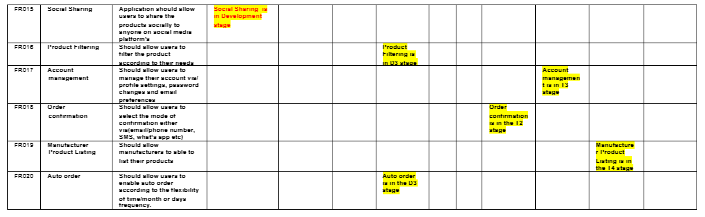 FR015 Social Sharing Application should allow Social Sharing is
users to share the in Development
products socially to stage
anyone on social media
platform's
FR016 Product Filtering Should allow users to Product
filter the product Filtering is
according to their needs in D3 stage
FR017 Account Should allow users to Account
management manage their account via/ managemen
profile settings, password t is in T3
changes and email stage
preferences
FR018 Order Should allow users to Order
confirmation select the mode of confirmation
confirmation either is in the T2
via(email/phone number, stage
SMS, what's app etc)
FR019 Manufacturer Should allow Manufacture
Product Listing manufacturers to able to r Product
list their products Listing is in
the T4 stage
FR020 Auto order Should allow users to Auto order
enable auto order is in the D3
according to the flexibility stage
of time/month or days
frequency.